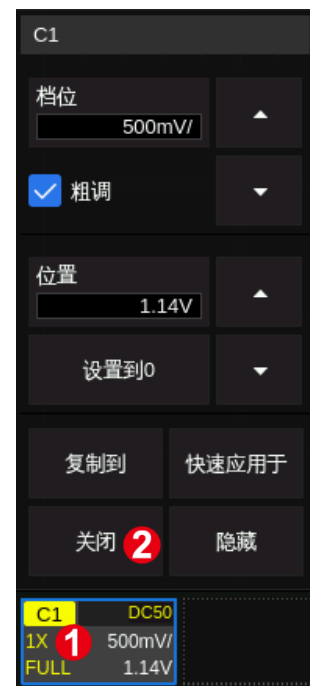 C1
档位
500mV/
粗调
位置
1.14V
设置到0
复制到 快速应用于
关闭 2 隐藏
C1 DC50
1X 1 500mV/
FULL 1.14V